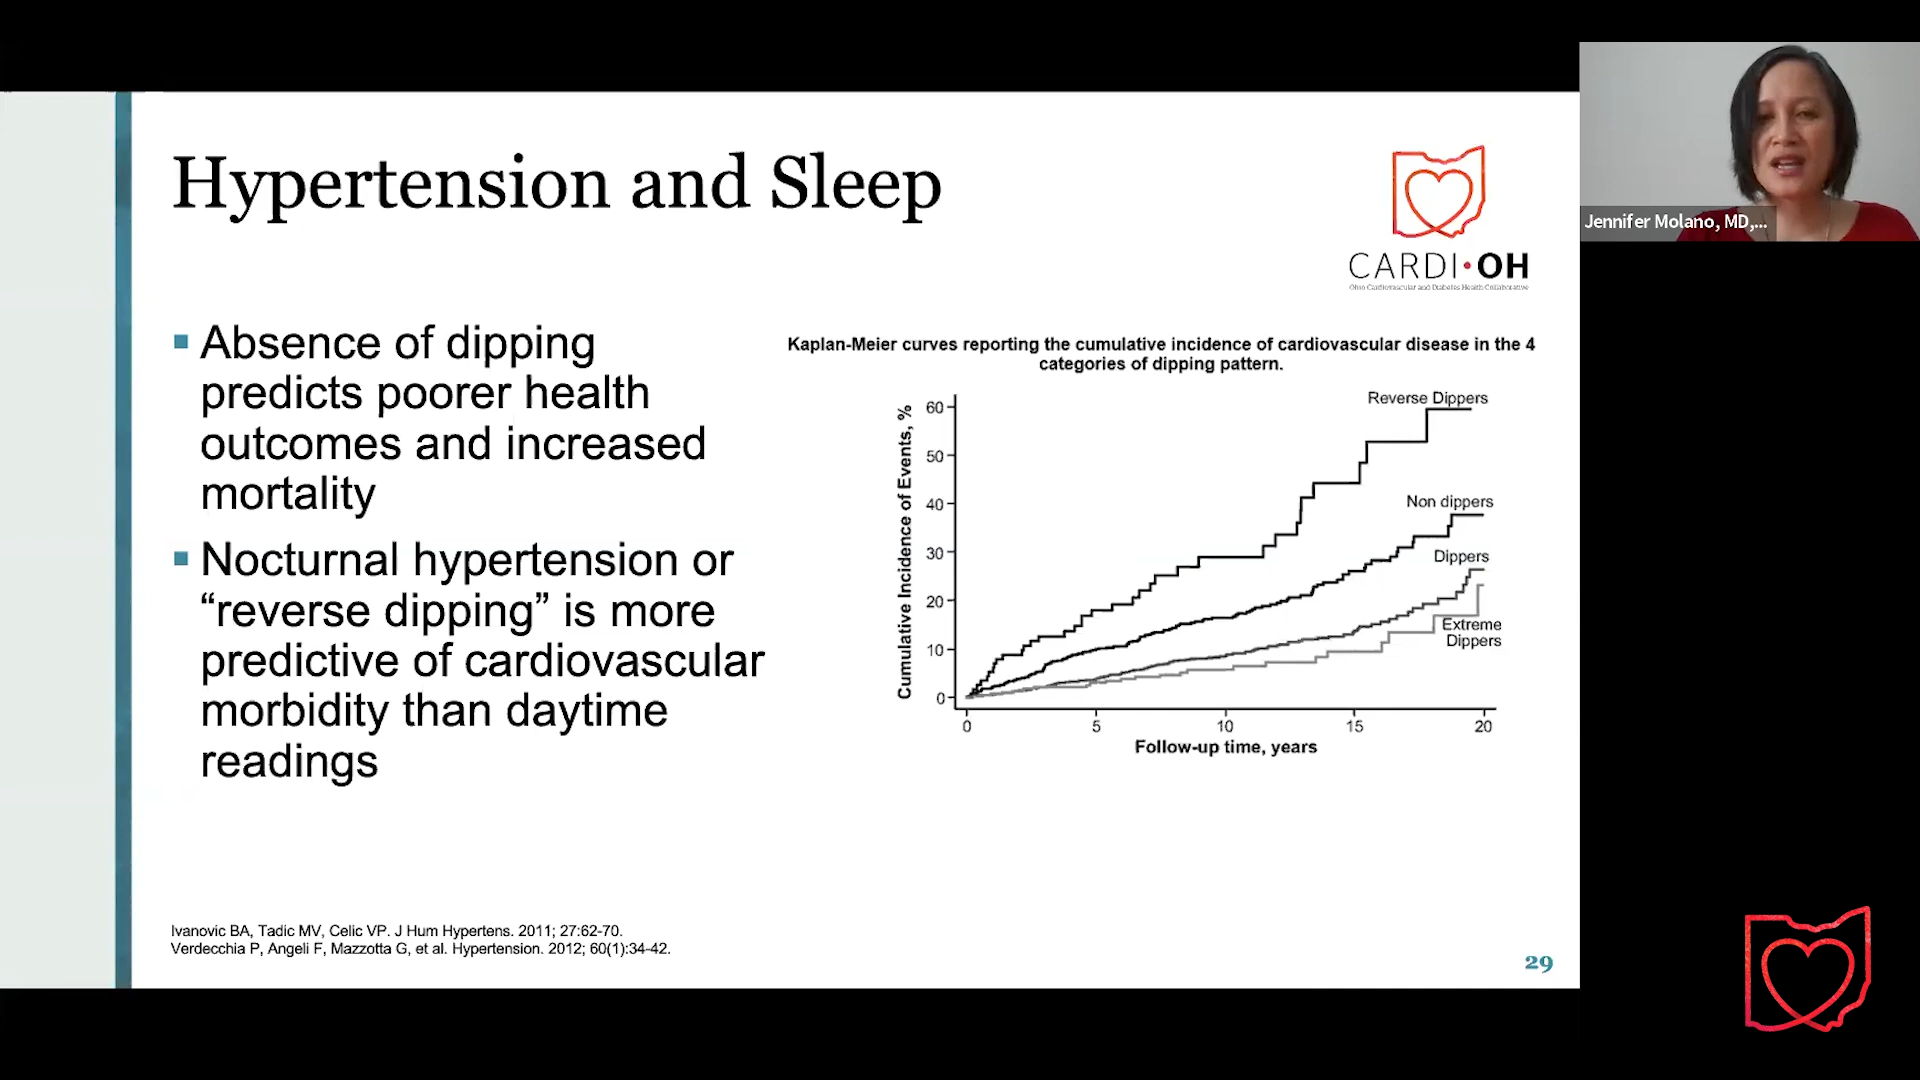 Hypertension and Sleep
CARDI•OH
Ohio Cardiovascular and Diabetes Health Collaborative
Jennifer Molano, MD,...
▪ Absence of dipping
predicts poorer health
outcomes and increased
mortality
▪ Nocturnal hypertension or
“reverse dipping” is more
predictive of cardiovascular
morbidity than daytime
readings
Kaplan-Meier curves reporting the cumulative incidence of cardiovascular disease in the 4
categories of dipping pattern.
Cumulative Incidence of Events, %
60
50
40
30
20
10
0
Reverse Dippers
Non dippers
Dippers
Extreme
Dippers
0 5 10 15 20
Follow-up time, years
Ivanovic BA, Tadic MV, Celic VP. J Hum Hypertens. 2011; 27:62-70.
Verdecchia P, Angeli F, Mazzotta G, et al. Hypertension. 2012; 60(1):34-42.
29